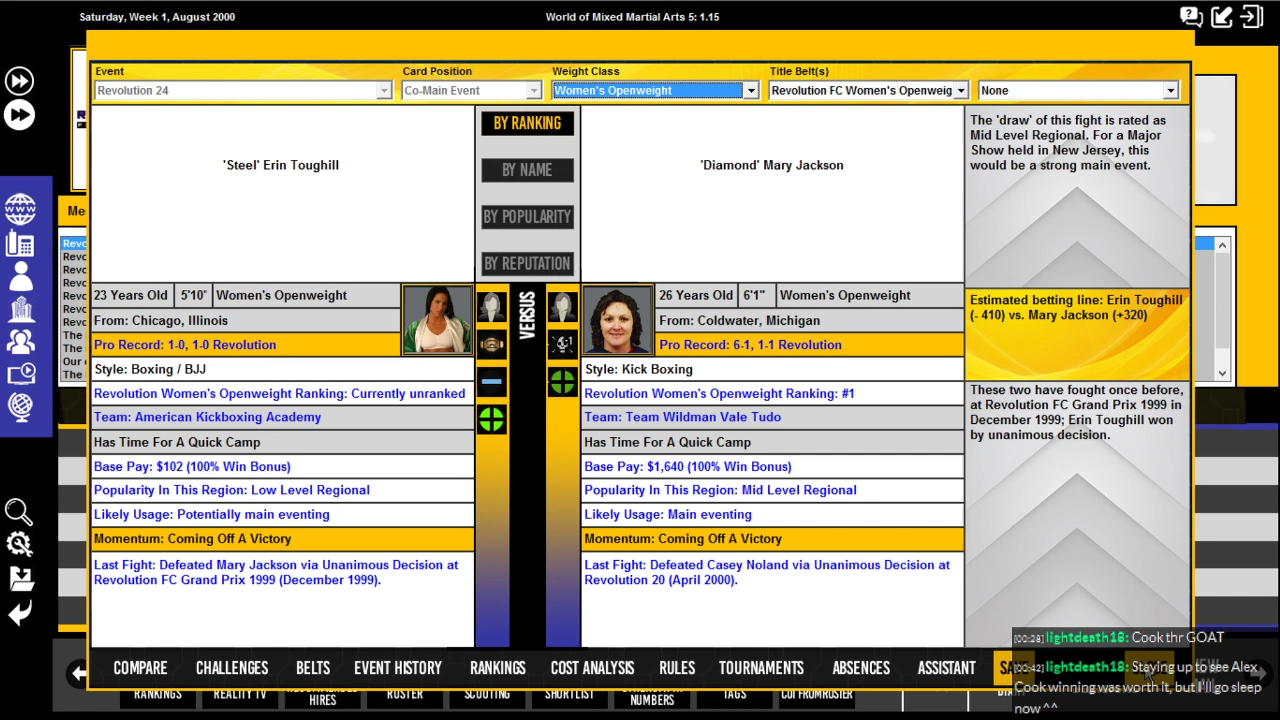 Saturday, Week 1, August 2000
World of Mixed Martial Arts 5: 1.15
Event
Card Position
Weight Class
Title Belt(s)
Revolution 24
Co-Main Event
Women's Openweight
Revolution FC Women's Openweig
None
'Steel' Erin Toughill
BY RANKING
BY NAME
BY POPULARITY
BY REPUTATION
'Diamond' Mary Jackson
The 'draw' of this fight is rated as
Mid Level Regional. For a Major
Show held in New Jersey, this
would be a strong main event.
Me
Revo
Revo
Revo
Revo
Revo
Revo
Revo
The
The
Our
The
WWW
23 Years Old
5'10"
Women's Openweight
From: Chicago, Illinois
Pro Record: 1-0, 1-0 Revolution
Style: Boxing / BJJ
Revolution Women's Openweight Ranking: Currently unranked
Team: American Kickboxing Academy
Has Time For A Quick Camp
Base Pay: $102 (100% Win Bonus)
Popularity In This Region: Low Level Regional
Likely Usage: Potentially main eventing
Momentum: Coming Off A Victory
Last Fight: Defeated Mary Jackson via Unanimous Decision at
Revolution FC Grand Prix 1999 (December 1999).
VERSUS
26 Years Old
6'1"
Women's Openweight
From: Coldwater, Michigan
Pro Record: 6-1, 1-1 Revolution
Style: Kick Boxing
Revolution Women's Openweight Ranking: #1
Team: Team Wildman Vale Tudo
Has Time For A Quick Camp
Base Pay: $1,640 (100% Win Bonus)
Popularity In This Region: Mid Level Regional
Likely Usage: Main eventing
Momentum: Coming Off A Victory
Last Fight: Defeated Casey Noland via Unanimous Decision at
Revolution 20 (April 2000).
Estimated betting line: Erin Toughill
(- 410) vs. Mary Jackson (+320)
These two have fought once before,
at Revolution FC Grand Prix 1999 in
December 1999; Erin Toughill won
by unanimous decision.
[00:28] lightdeath18: Cook thr GOAT
[00:42] lightdeath18: Staying up to see Alex
Cook winning was worth it, but I'll go sleep
now ^^
COMPARE
CHALLENGES
BELTS
EVENT HISTORY
RANKINGS
COST ANALYSIS
RULES
TOURNAMENTS
ABSENCES
ASSISTANT
RANKINGS
REALITY TV
HIRES
ROSTER
SCOUTING
SHORTLIST
NUMBERS
TAGS